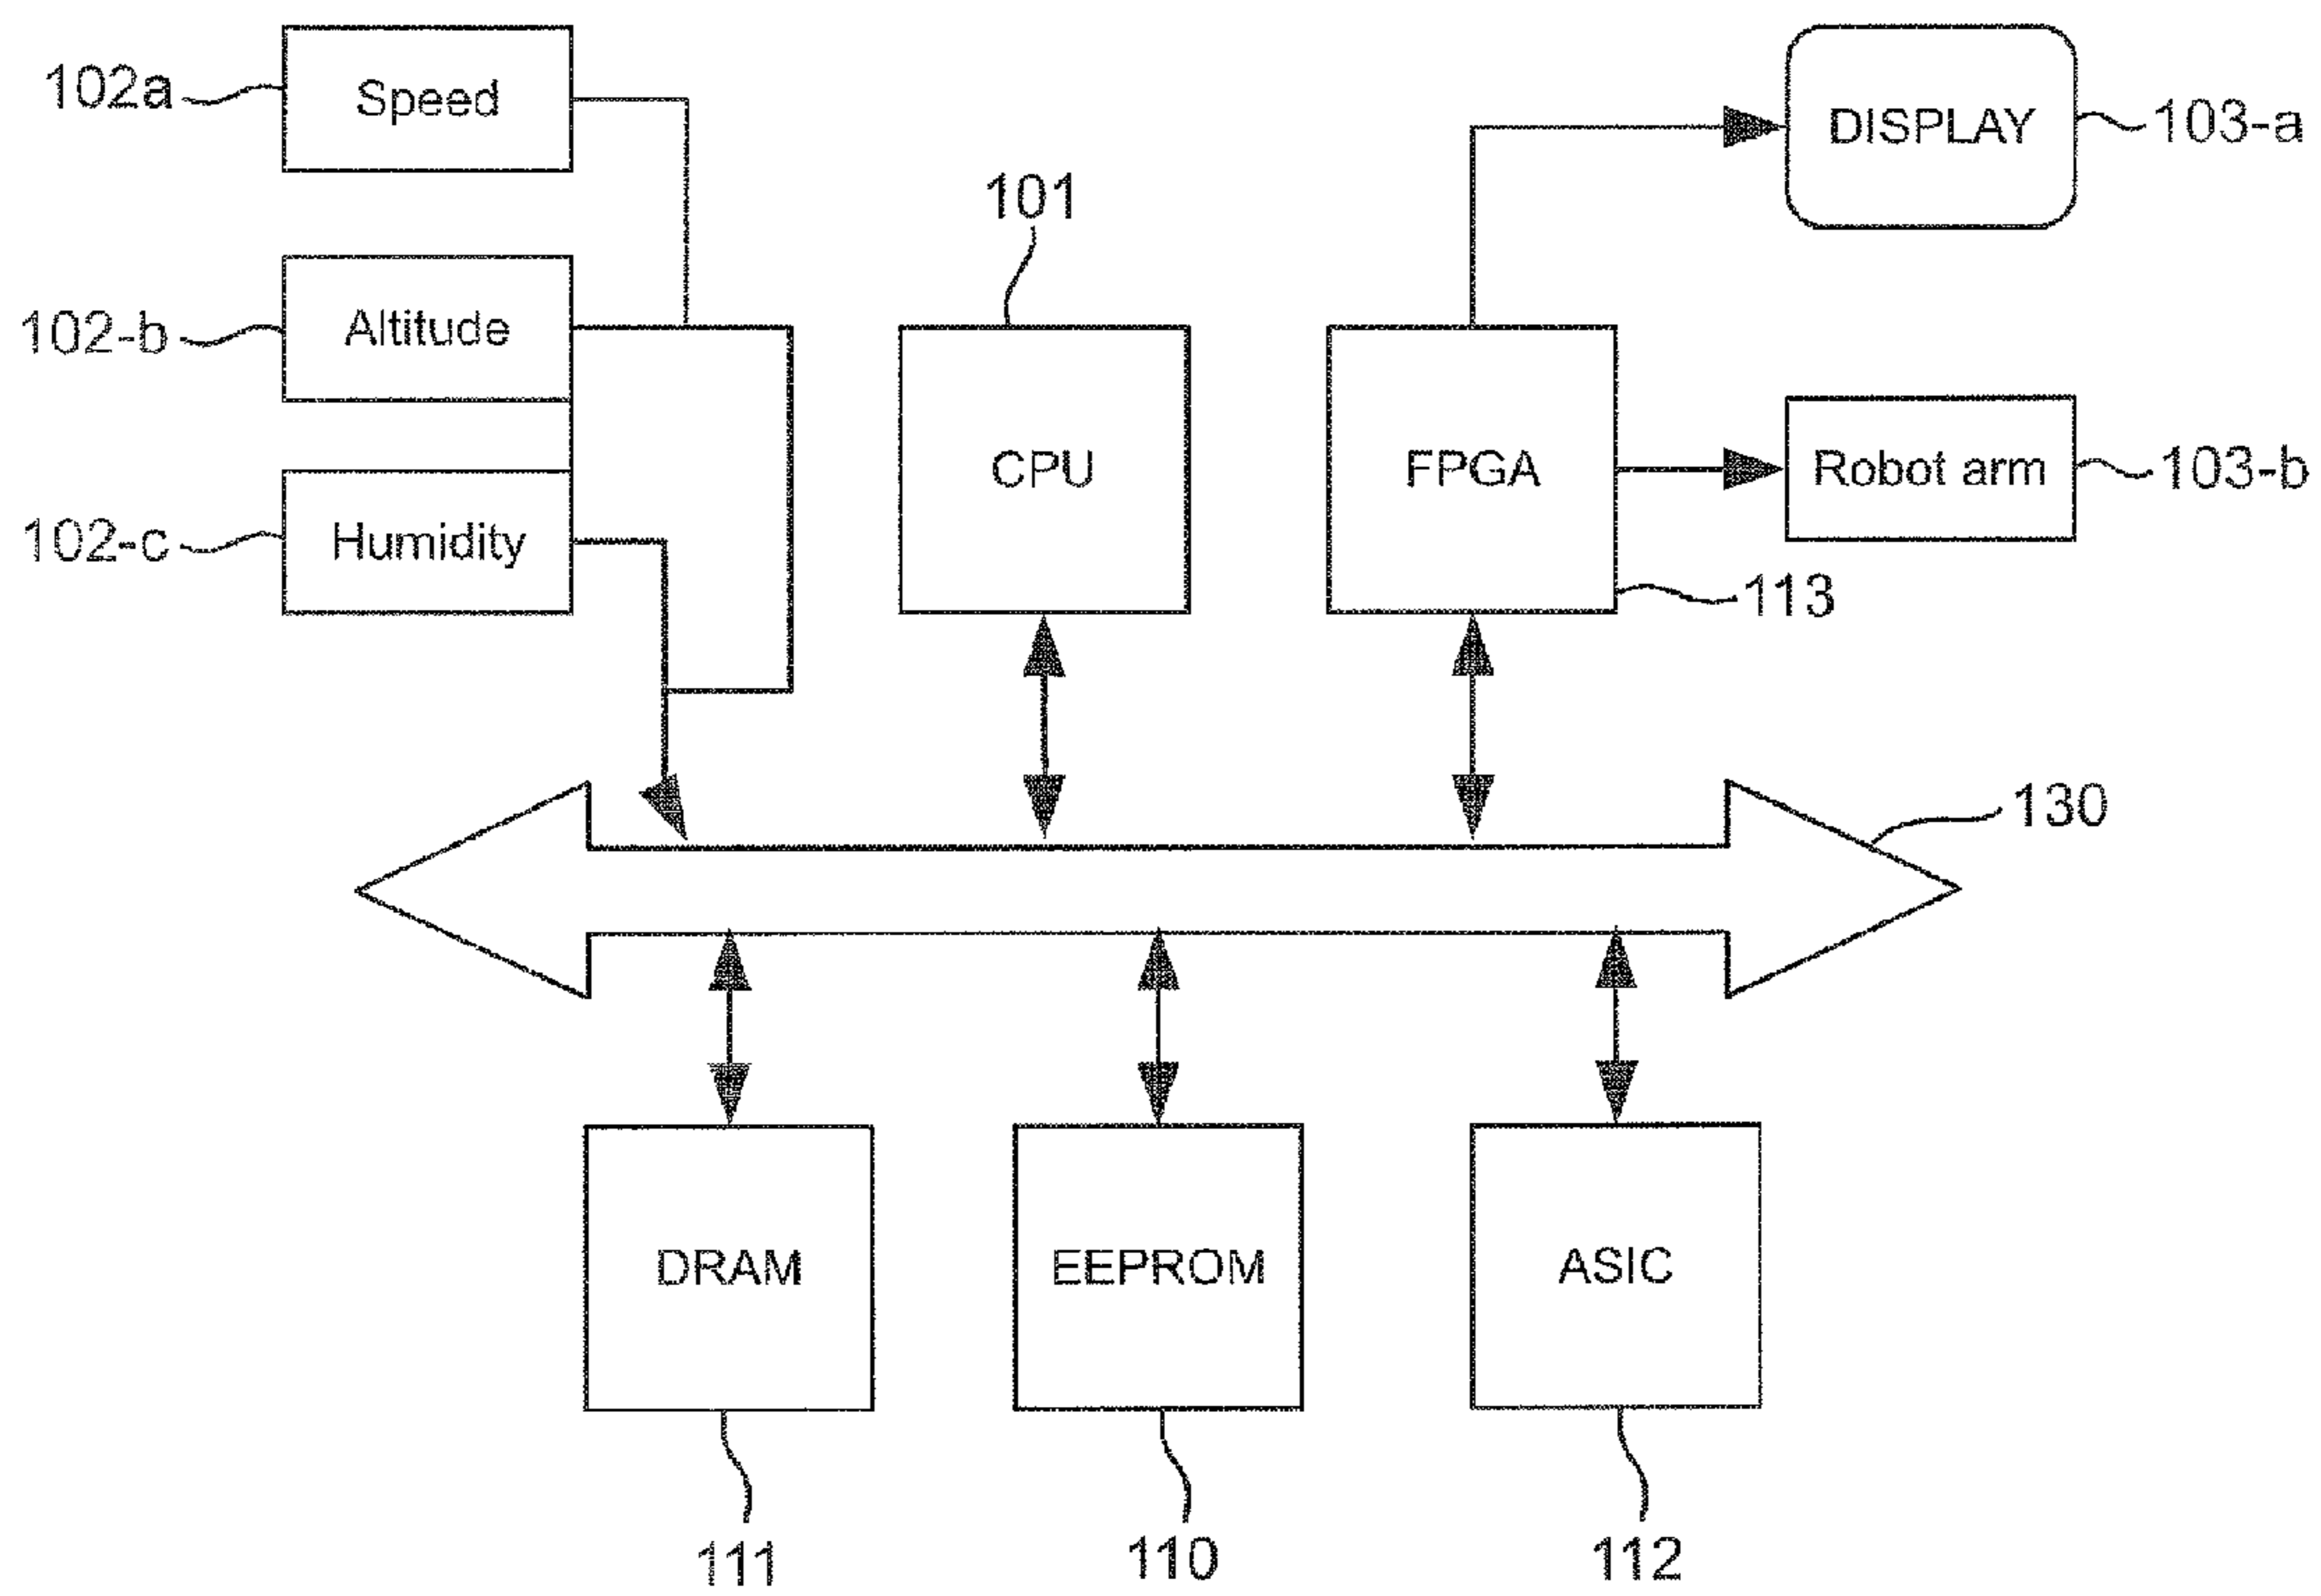 102a
Speed
DISPLAY
103-a
101
102-b
Altitude
CPU
FPGA
Robot arm
103-b
102-c
Humidity
113
130
DRAM
EEPROM
ASIC
111
110
112